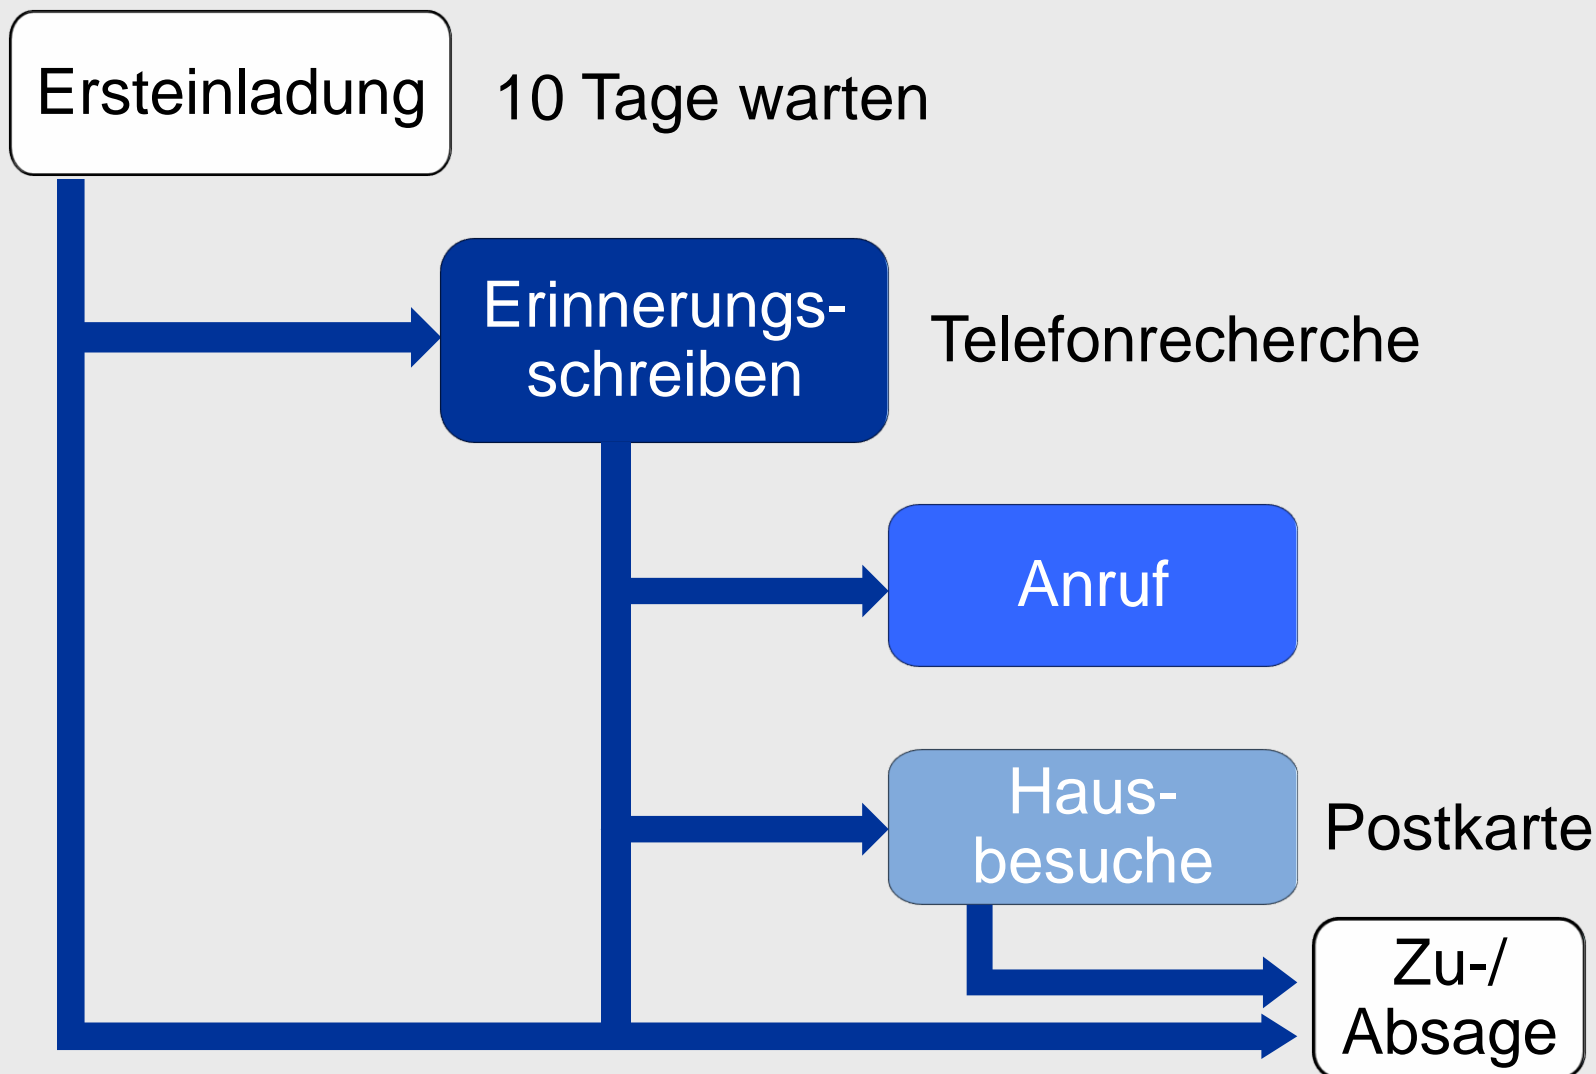 Ersteinladung
10 Tage warten
Erinnerungs-
schreiben
Telefonrecherche
Anruf
Haus-
besuche
Postkarte
Zu-/
Absage